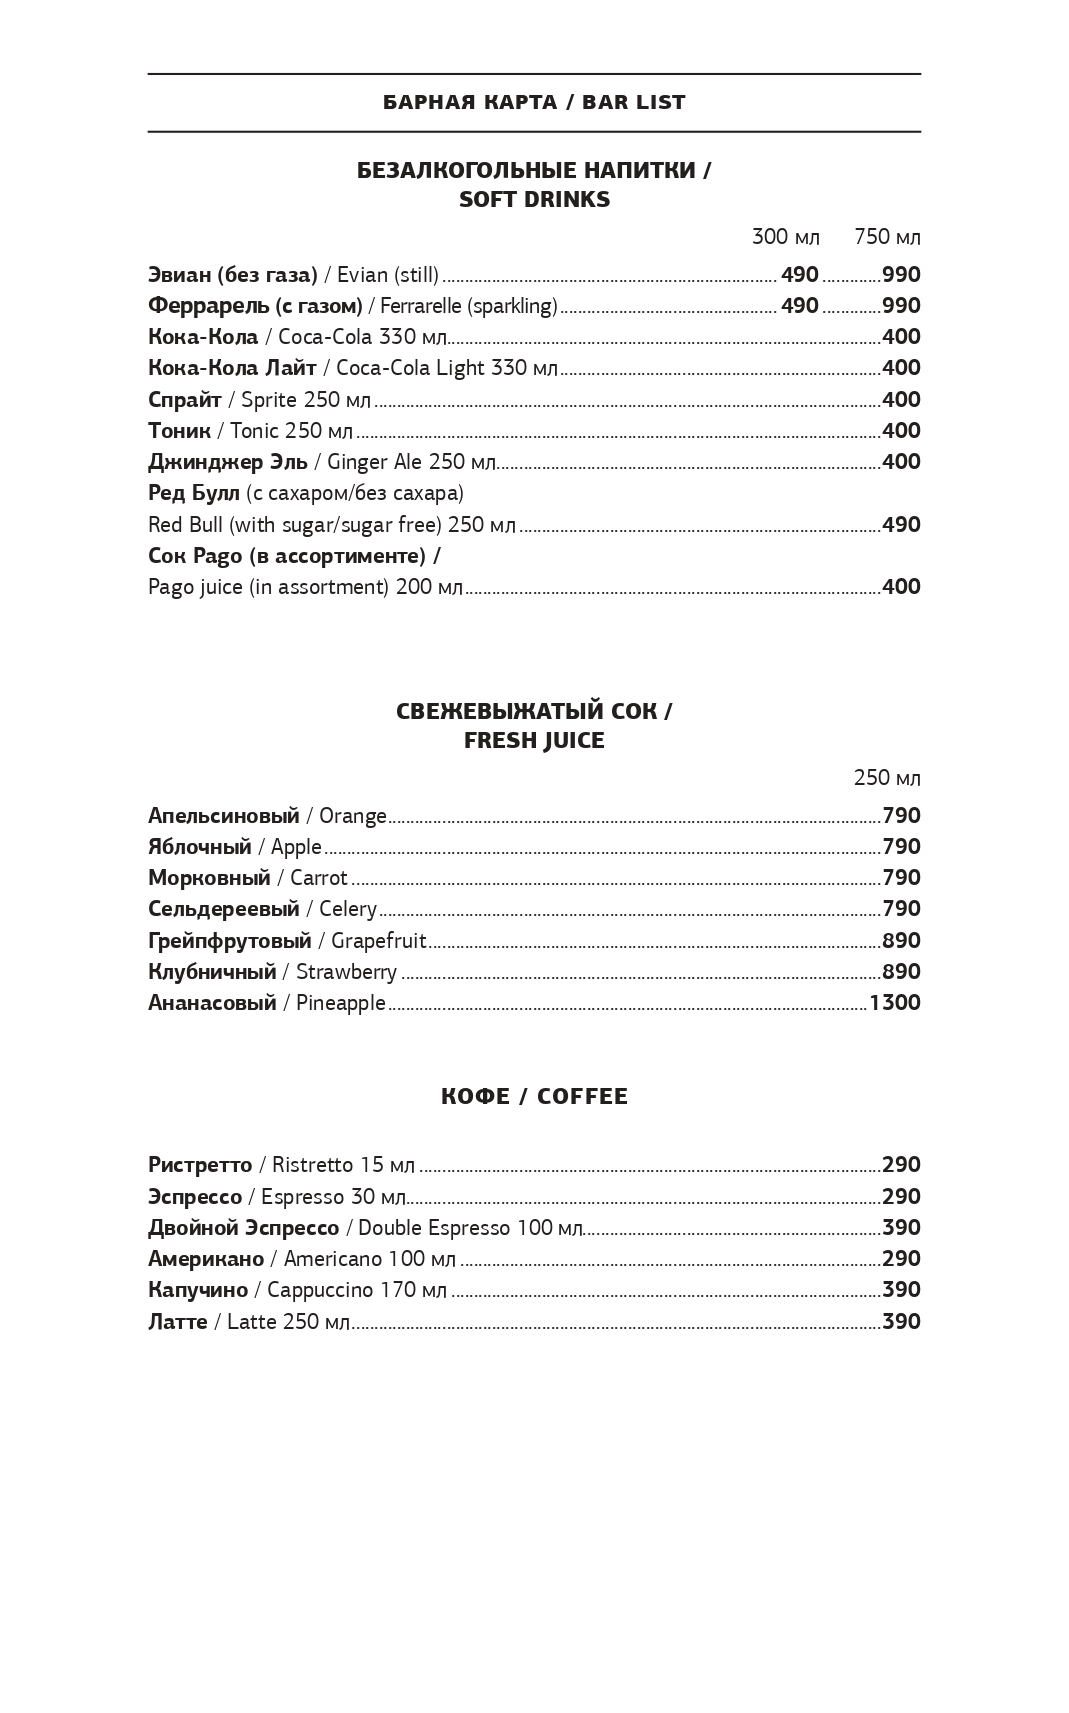 БАРНАЯ КАРТА / BAR LIST
БЕЗАЛКОГОЛЬНЫЕ НАПИТКИ /
SOFT DRINKS
300 мл 750 мл
Эвиан (без газа) / Evian (still) 490 990
Феррарель (с газом) / Ferrarelle (sparkling) 490 990
Кока-Кола / Coca-Cola 330 мл 400
Кока-Кола Лайт / Coca-Cola Light 330 мл 400
Спрайт / Sprite 250 мл 400
Тоник / Tonic 250 мл 400
Джинджер Эль / Ginger Ale 250 мл 400
Ред Булл (с сахаром/без сахара)
Red Bull (with sugar/sugar free) 250 мл 490
Сок Pago (в ассортименте) /
Pago juice (in assortment) 200 мл 400
СВЕЖЕВЫЖАТЫЙ СОК /
FRESH JUICE
250 мл
Апельсиновый / Orange 790
Яблочный / Apple 790
Морковный / Carrot 790
Сельдереевый / Celery 790
Грейпфрутовый / Grapefruit 890
Клубничный / Strawberry 890
Ананасовый / Pineapple 1300
КОФЕ / COFFEE
Ристретто / Ristretto 15 мл 290
Эспрессо / Espresso 30 мл 290
Двойной Эспрессо / Double Espresso 100 мл 390
Американо / Americano 100 мл 290
Капучино / Cappuccino 170 мл 390
Латте / Latte 250 мл 390